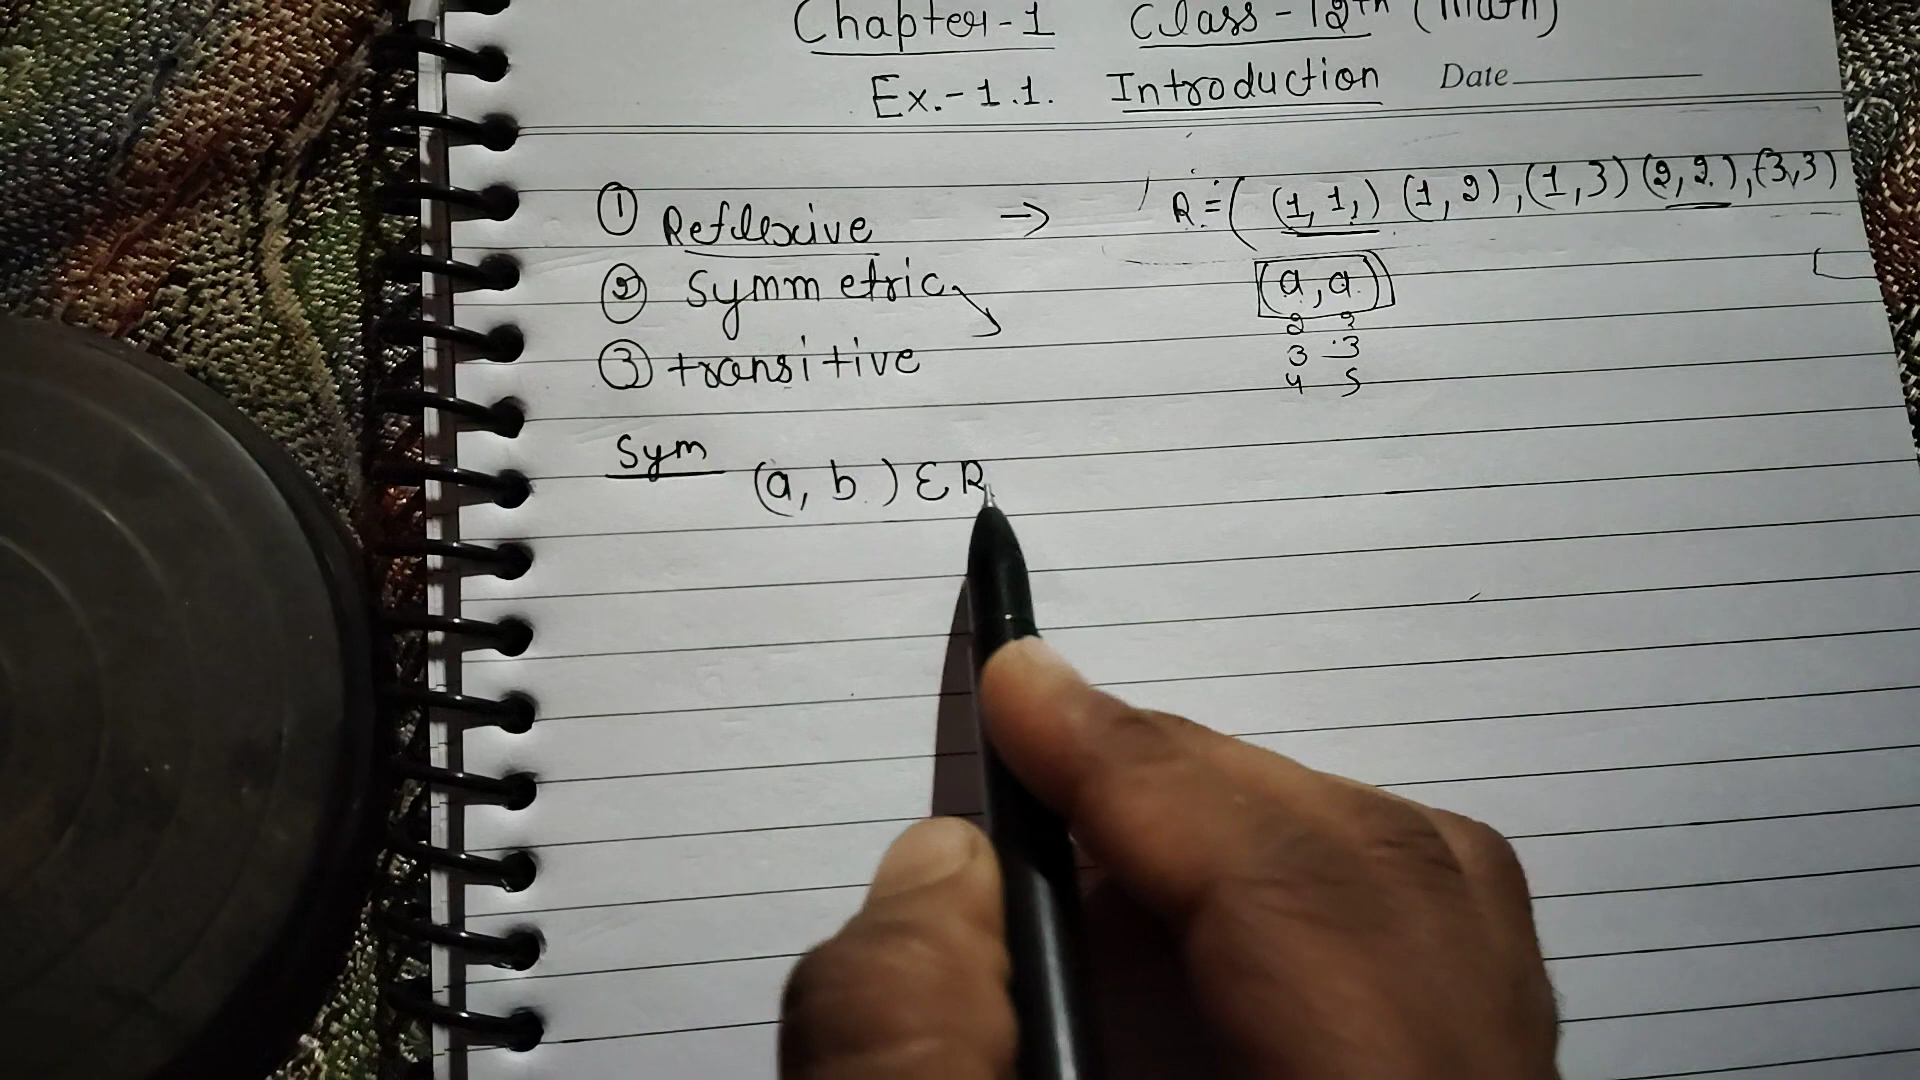 Chapter-1 Class-12th (Math)
Ex.-1.1. Introduction Date
① Reflexive → R = ( (1,1,) (1,2), (1,3) (2,2), (3,3)
② Symmetric (a, a)
2 2
3 3
③ transitive 4 5
Sym (a, b) ∈ R